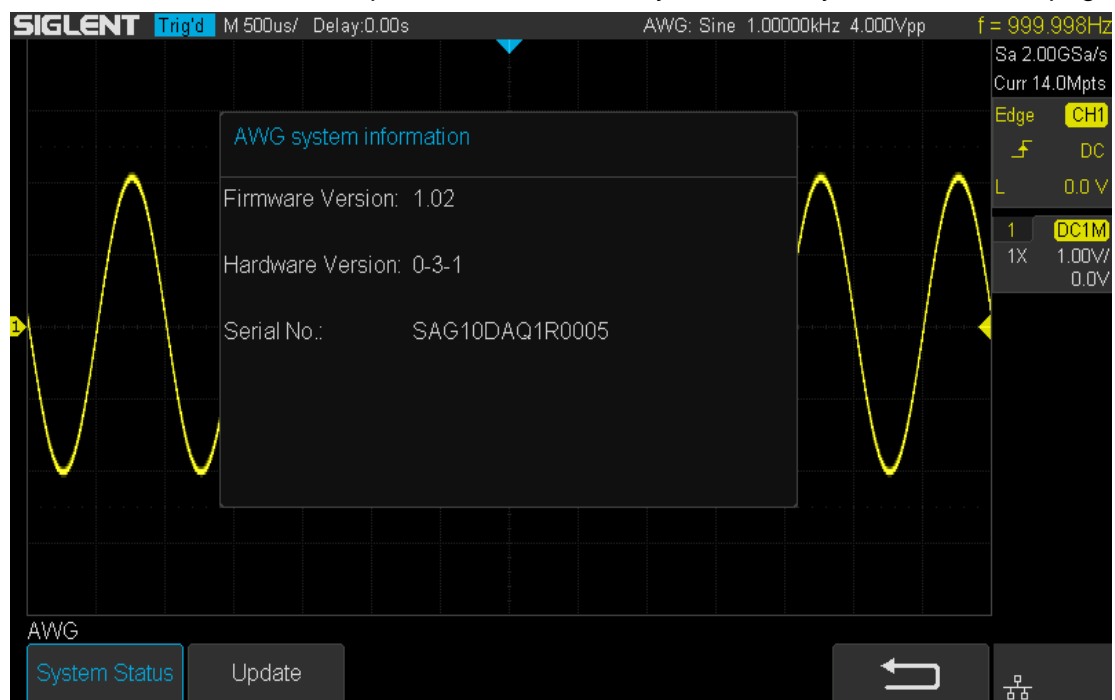 SIGLENT Trig'd M 500us/ Delay:0.00s AWG: Sine 1.00000kHz 4.000Vpp f = 999.998Hz
Sa 2.00GSa/s
Curr 14.0Mpts
Edge CH1
DC
L 0.0 V
1 DC1M
1X 1.00V/
0.0V
AWG system information
Firmware Version: 1.02
Hardware Version: 0-3-1
Serial No.: SAG10DAQ1R0005
1
AWG
System Status Update